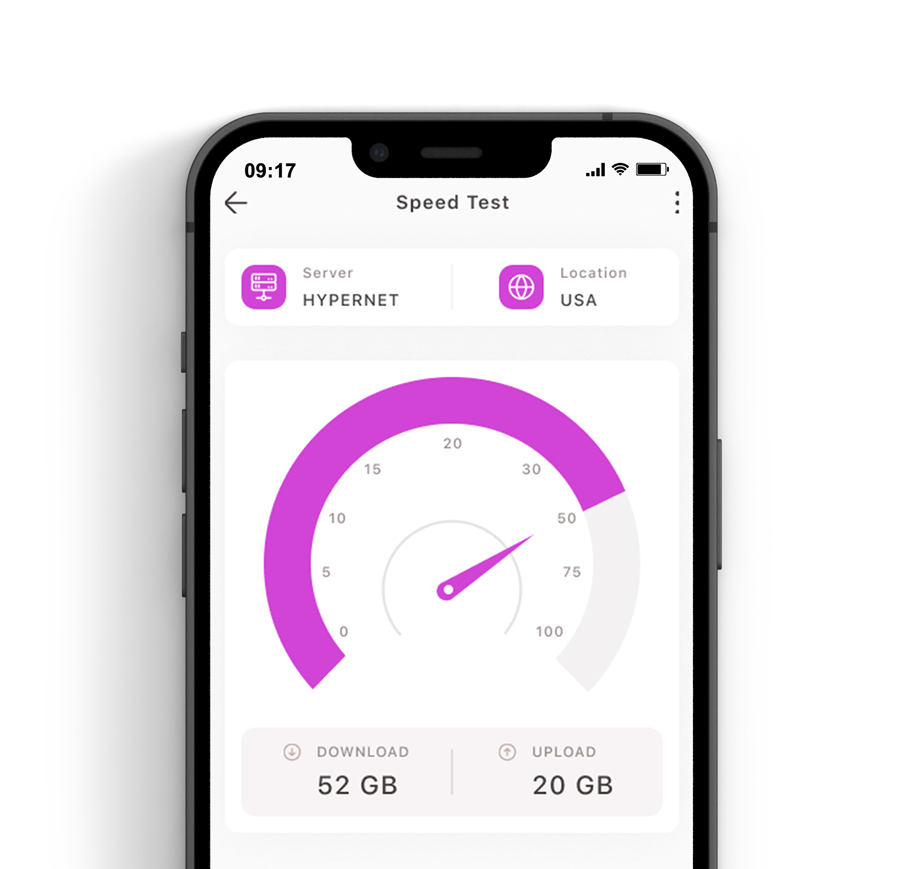 09:17
Speed Test
Server
HYPERNET
Location
USA
20
15
30
10
50
5
75
0
100
DOWNLOAD
52 GB
UPLOAD
20 GB